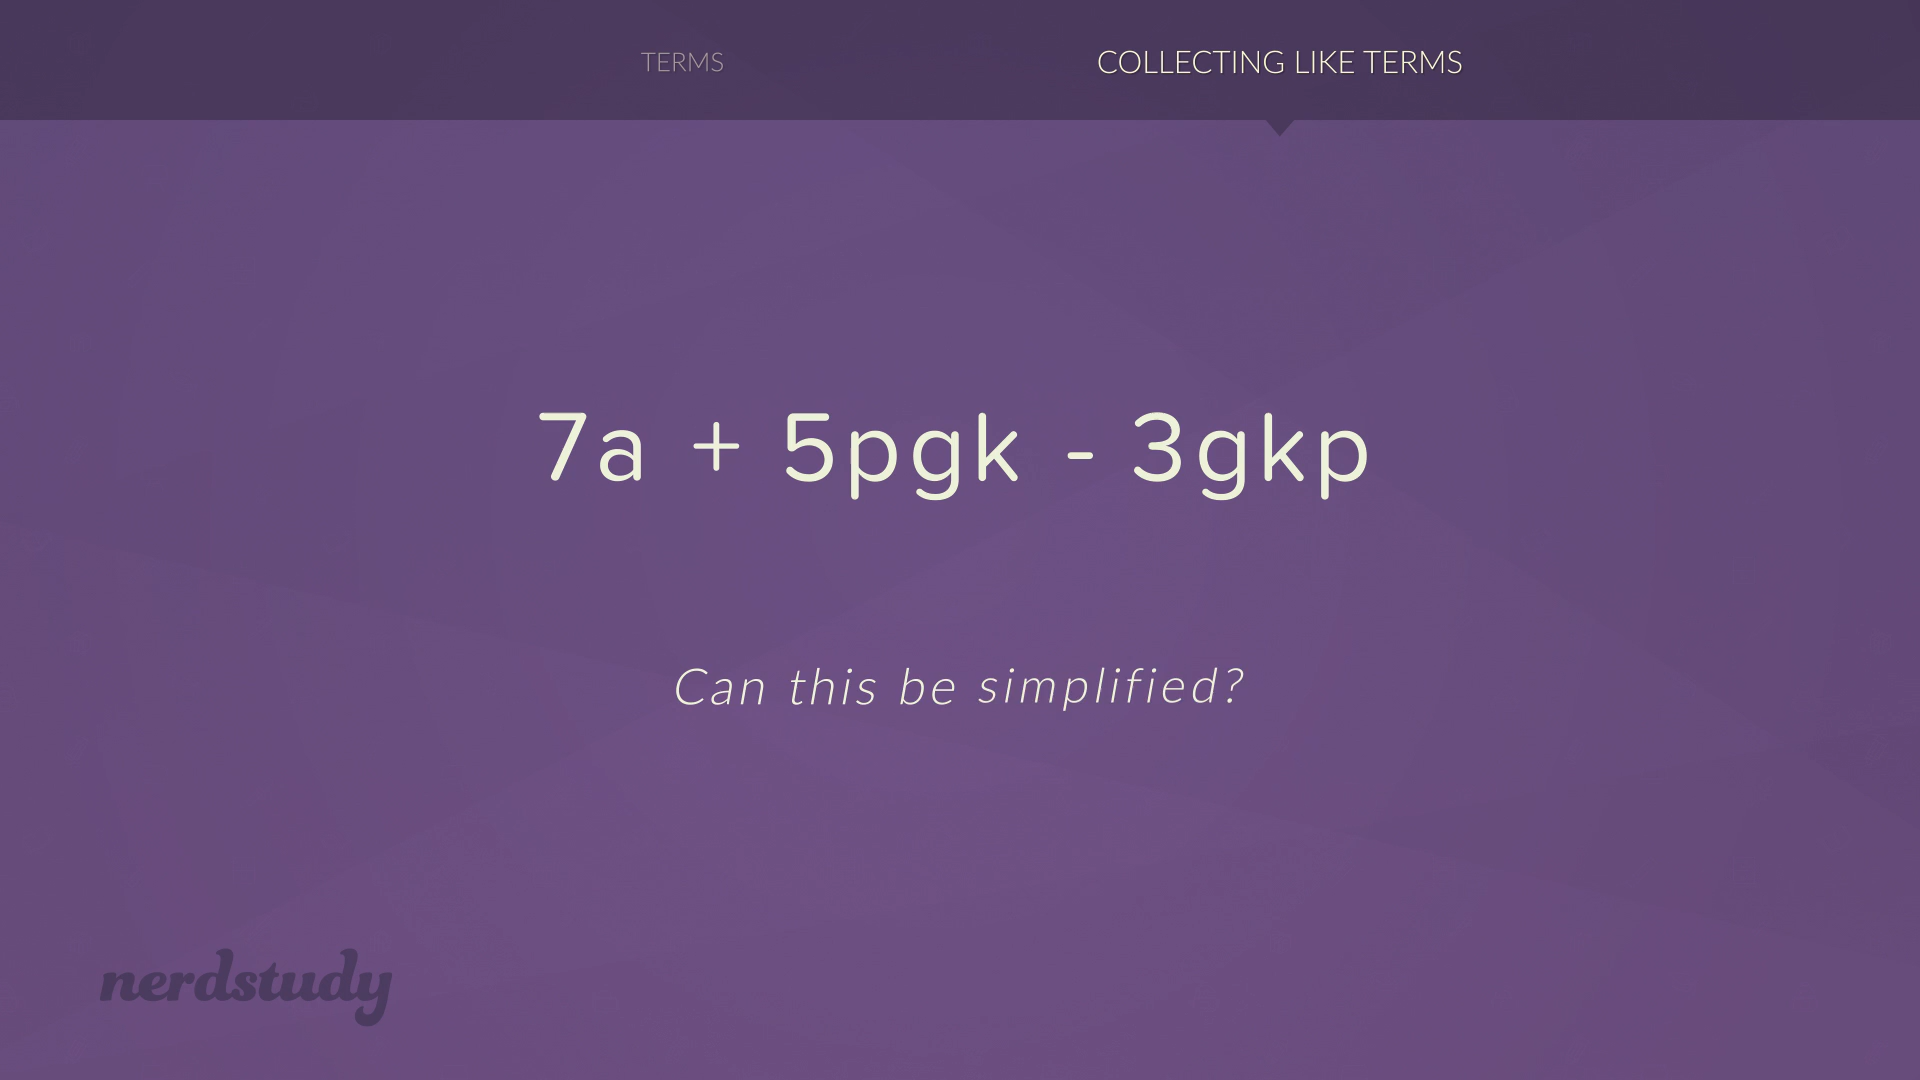 TERMS
COLLECTING LIKE TERMS
7a + 5pgk - 3gkp
Can this be simplified?
nerdstudy